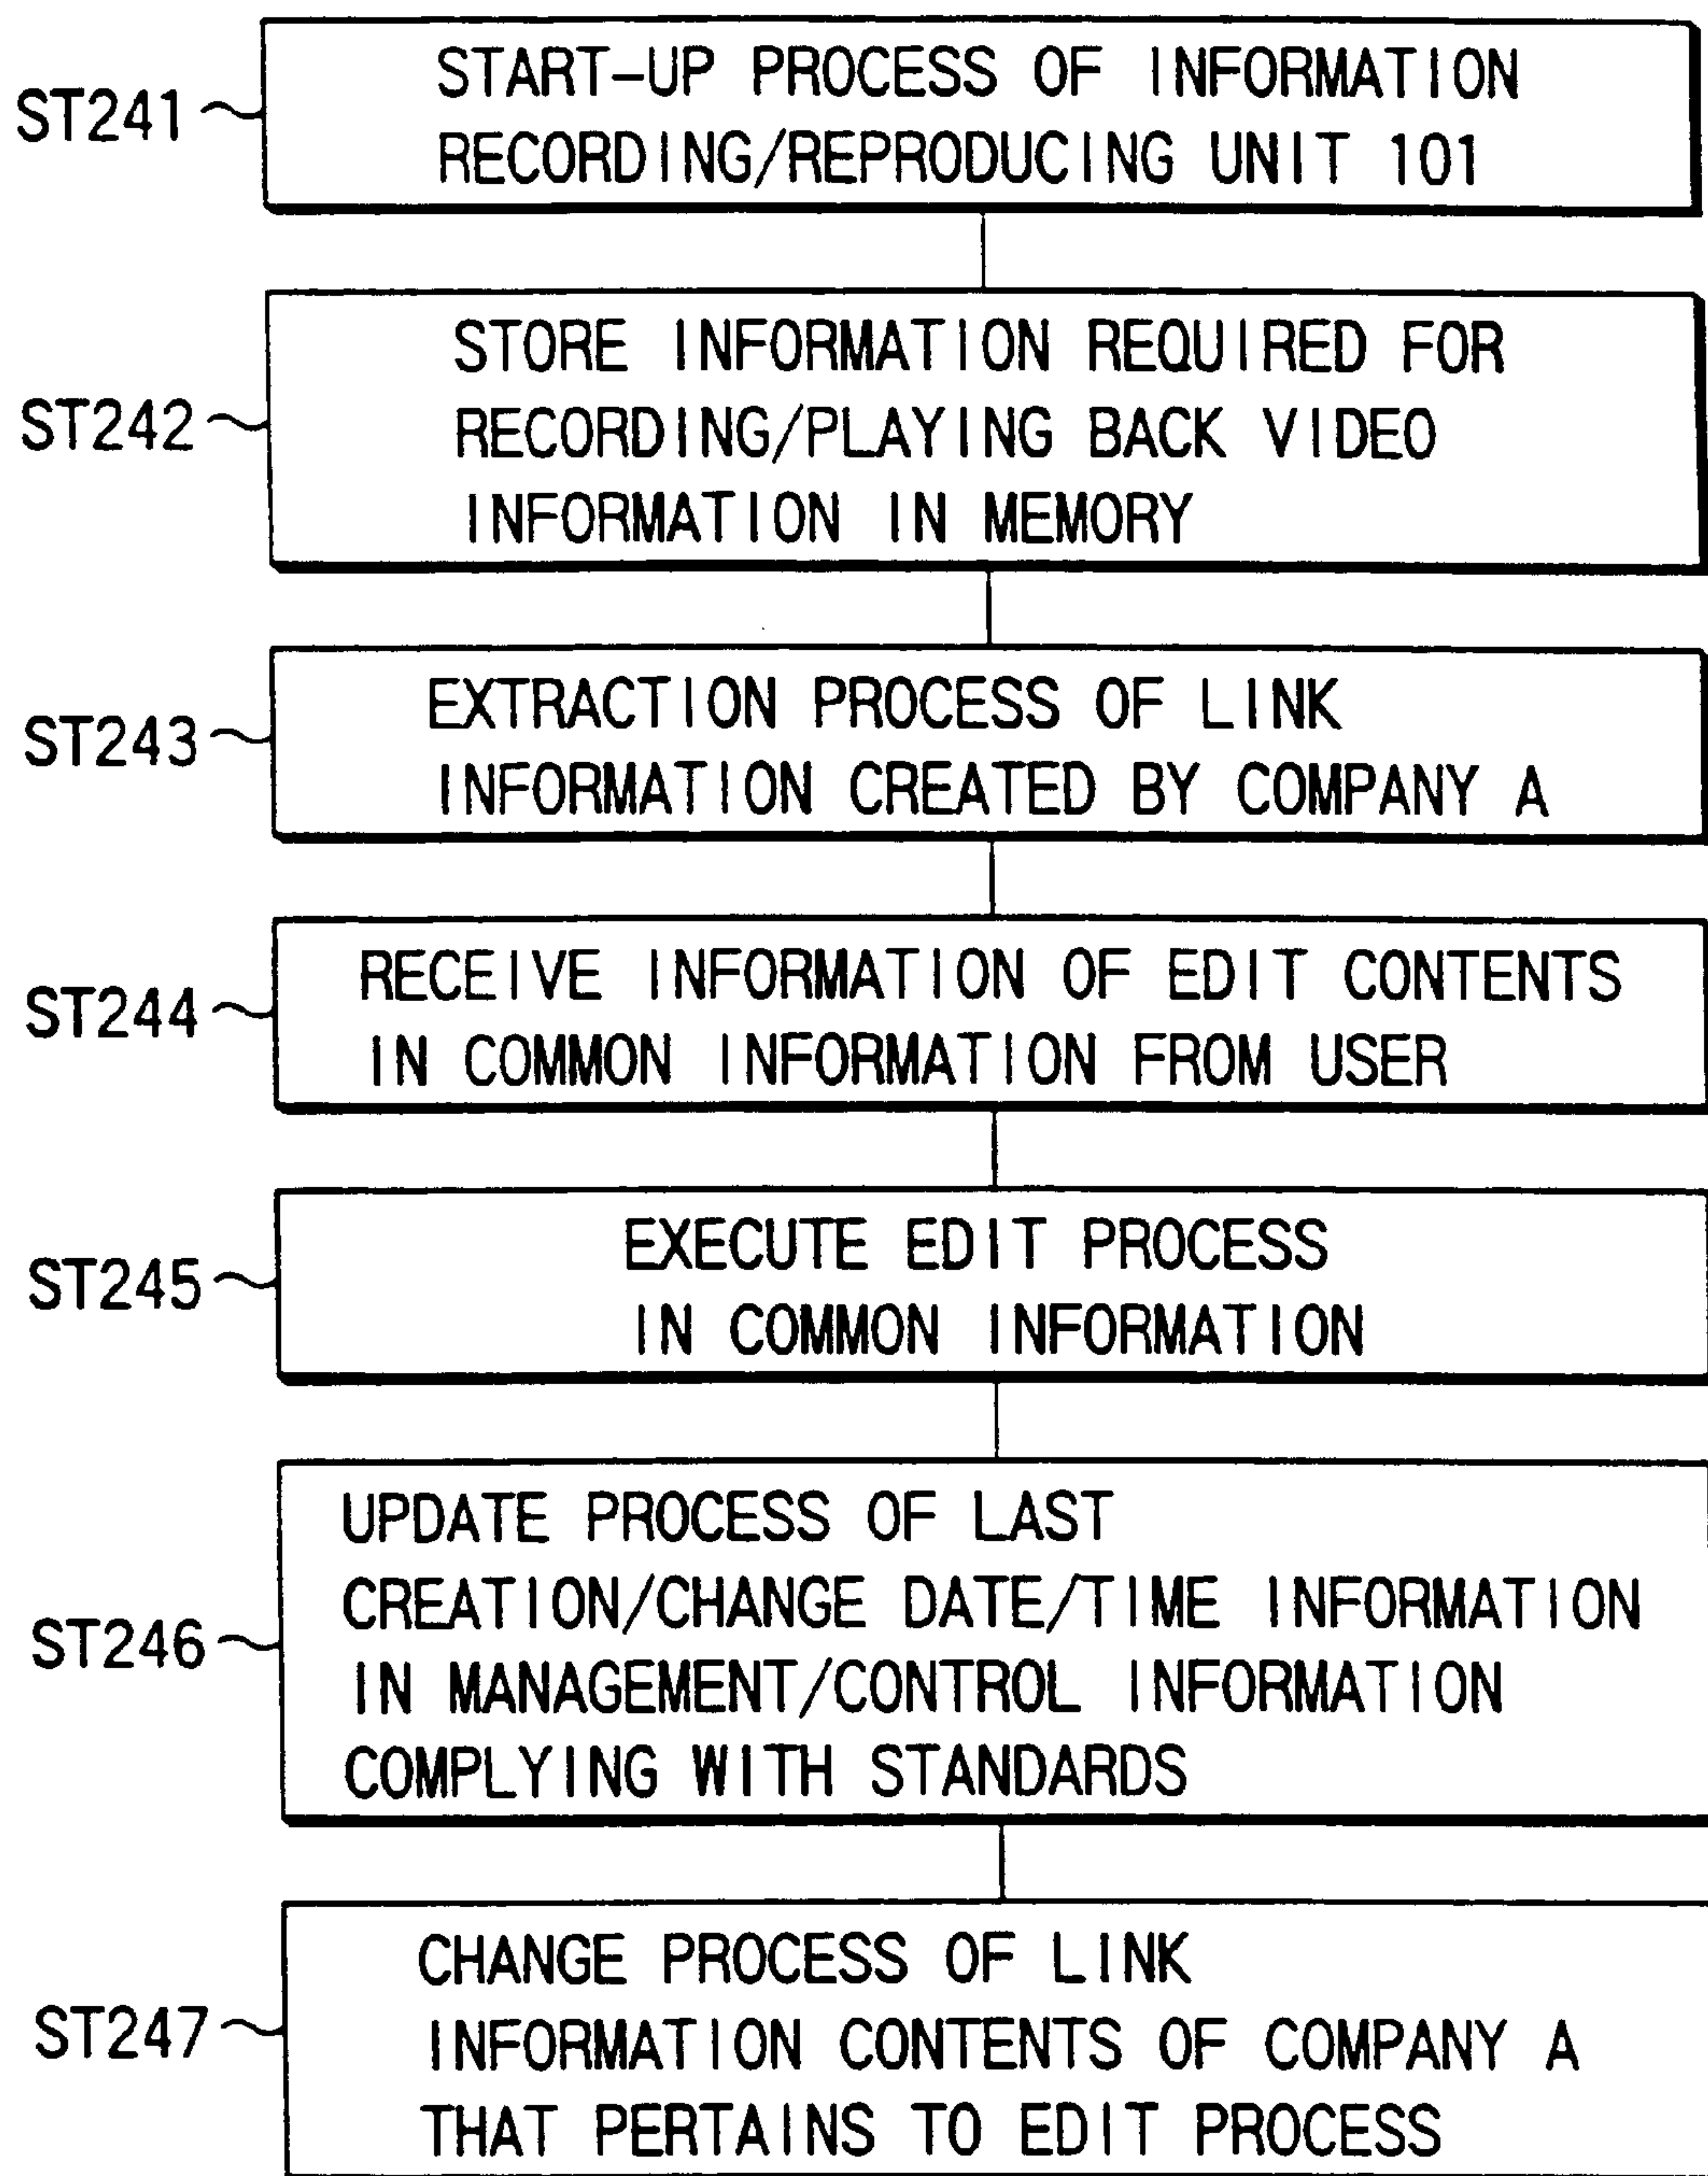 ST241
START-UP PROCESS OF INFORMATION
RECORDING/REPRODUCING UNIT 101
ST242
STORE INFORMATION REQUIRED FOR
RECORDING/PLAYING BACK VIDEO
INFORMATION IN MEMORY
ST243
EXTRACTION PROCESS OF LINK
INFORMATION CREATED BY COMPANY A
ST244
RECEIVE INFORMATION OF EDIT CONTENTS
IN COMMON INFORMATION FROM USER
ST245
EXECUTE EDIT PROCESS
IN COMMON INFORMATION
ST246
UPDATE PROCESS OF LAST
CREATION/CHANGE DATE/TIME INFORMATION
IN MANAGEMENT/CONTROL INFORMATION
COMPLYING WITH STANDARDS
ST247
CHANGE PROCESS OF LINK
INFORMATION CONTENTS OF COMPANY A
THAT PERTAINS TO EDIT PROCESS